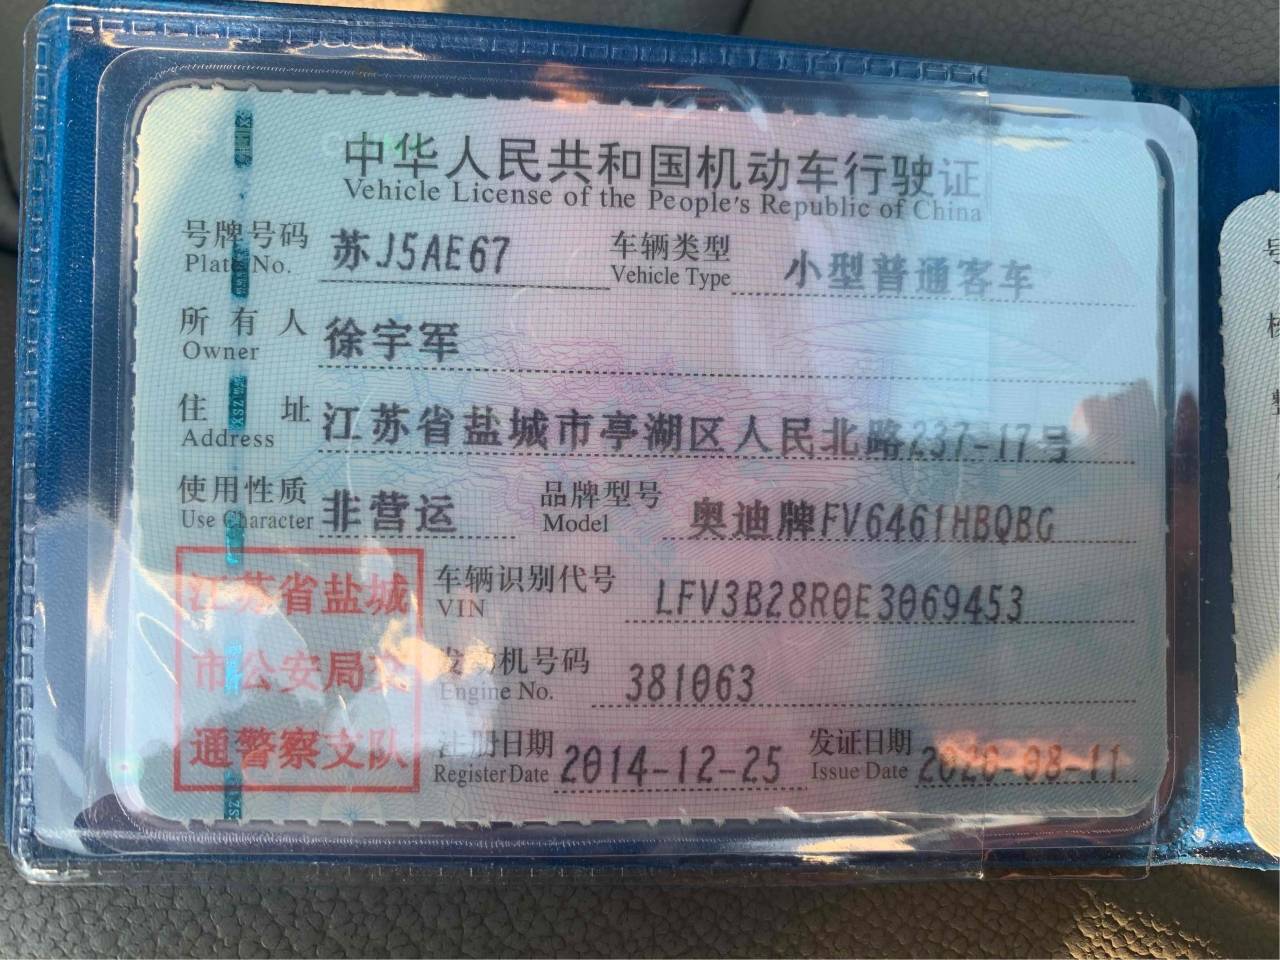 中华人民共和国机动车行驶证
Vehicle License of the People's Republic of China
号牌号码 苏J5AE67 车辆类型 小型普通客车
Plate No. Vehicle Type
所有人 徐宇军
Owner
住址 江苏省盐城市亭湖区人民北路237-17号
Address
使用性质 非营运 品牌型号 奥迪牌FV6461HBQBG
Use Character Model
江苏省盐城
市公安局交
通警察支队
车辆识别代号 LFV3B28R0E3069453
VIN
发动机号码 381063
Engine No.
注册日期 2014-12-25 发证日期 2020-08-11
Register Date Issue Date
号